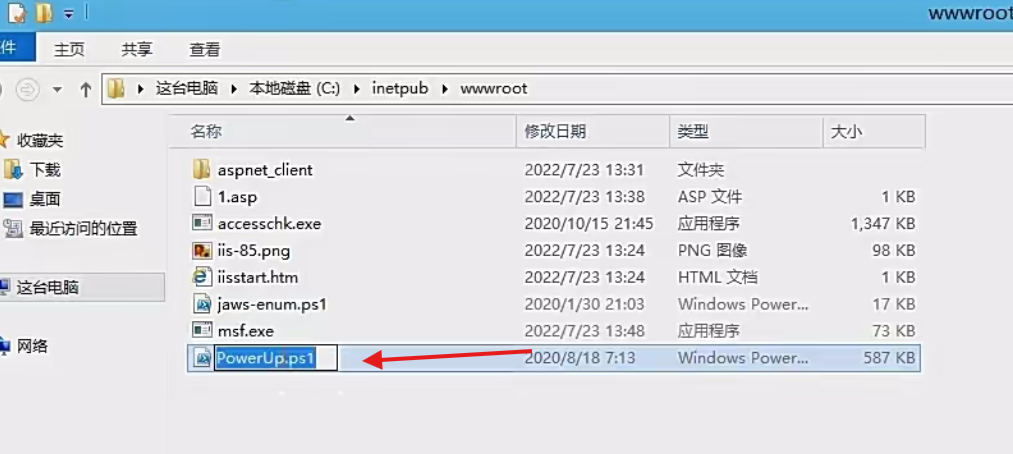 wwwroot
件 主页 共享 查看
这台电脑 本地磁盘 (C:) inetpub wwwroot
名称 修改日期 类型 大小
收藏夹
下载
桌面
最近访问的位置
这台电脑
网络
aspnet_client 2022/7/23 13:31 文件夹
1.asp 2022/7/23 13:38 ASP 文件 1 KB
accesschk.exe 2020/10/15 21:45 应用程序 1,347 KB
iis-85.png 2022/7/23 13:24 PNG 图像 98 KB
iisstart.htm 2022/7/23 13:24 HTML 文档 1 KB
jaws-enum.ps1 2020/1/30 21:03 Windows Power... 17 KB
msf.exe 2022/7/23 13:48 应用程序 73 KB
PowerUp.ps1 2020/8/18 7:13 Windows Power... 587 KB